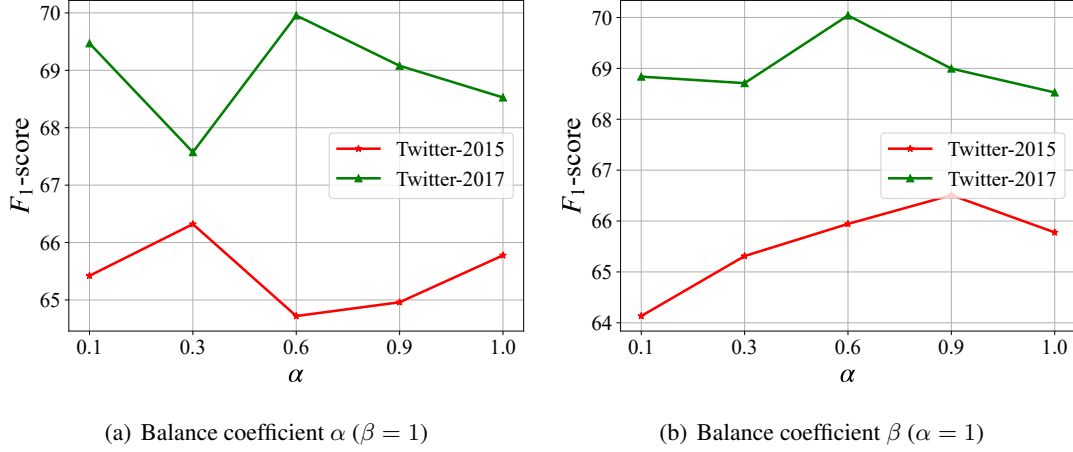 70
69
68
67
66
65
F₁-score
Twitter-2015
Twitter-2017
0.1 0.3 0.6 0.9 1.0
α
(a) Balance coefficient α (β = 1)
70
69
68
67
66
65
64
F₁-score
Twitter-2015
Twitter-2017
0.1 0.3 0.6 0.9 1.0
α
(b) Balance coefficient β (α = 1)